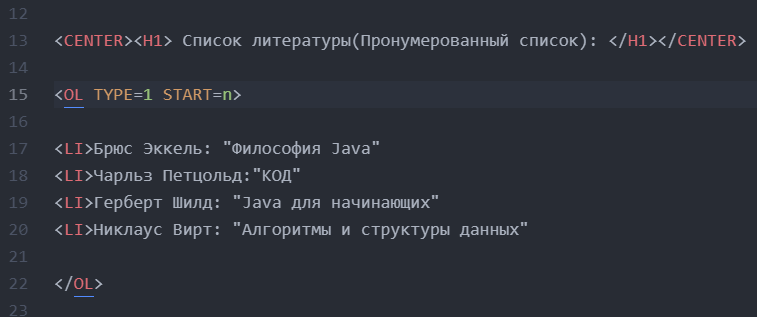 12
13 <CENTER><H1> Список литературы(Пронумерованный список): </H1></CENTER>
14
15 <OL TYPE=1 START=n>
16
17 <LI>Брюс Эккель: "Философия Java"
18 <LI>Чарльз Петцольд:"КОД"
19 <LI>Герберт Шилд: "Java для начинающих"
20 <LI>Никлаус Вирт: "Алгоритмы и структуры данных"
21
22 </OL>
23